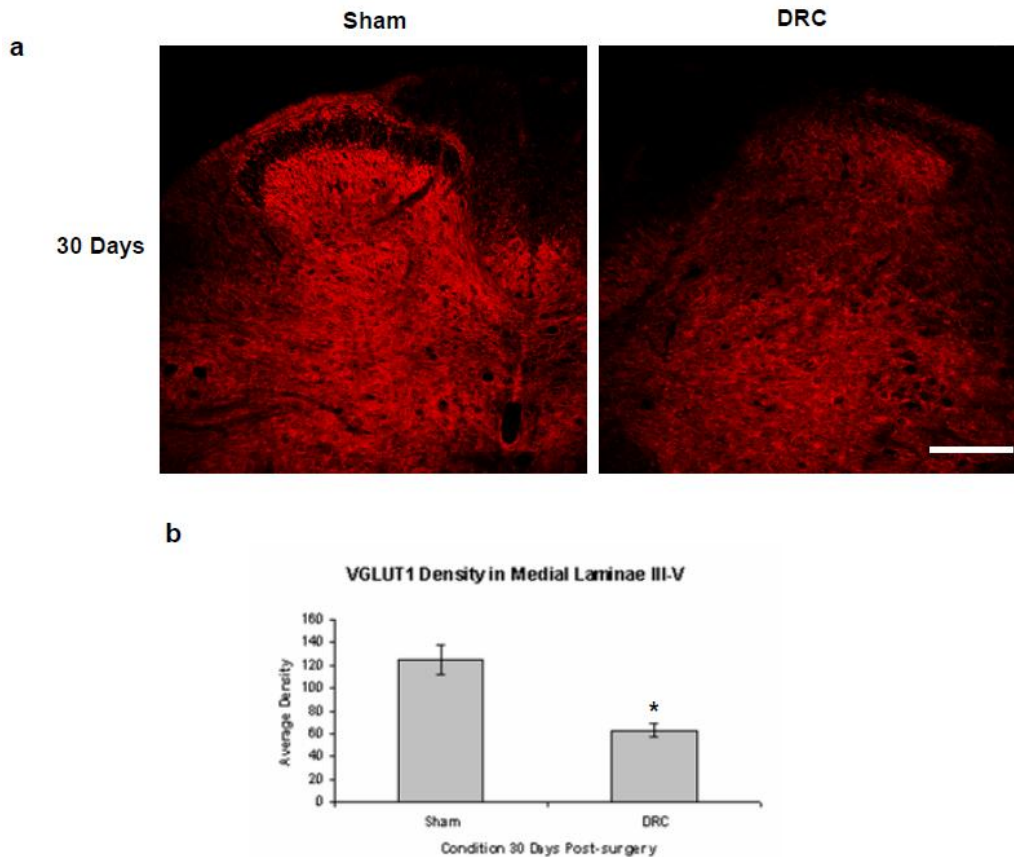 Sham DRC
a
30 Days
b
VGLUT1 Density in Medial Laminae III-V
160
140
120
100
80
60
40
20
0
Average Density
*
Sham DRC
Condition 30 Days Post-surgery